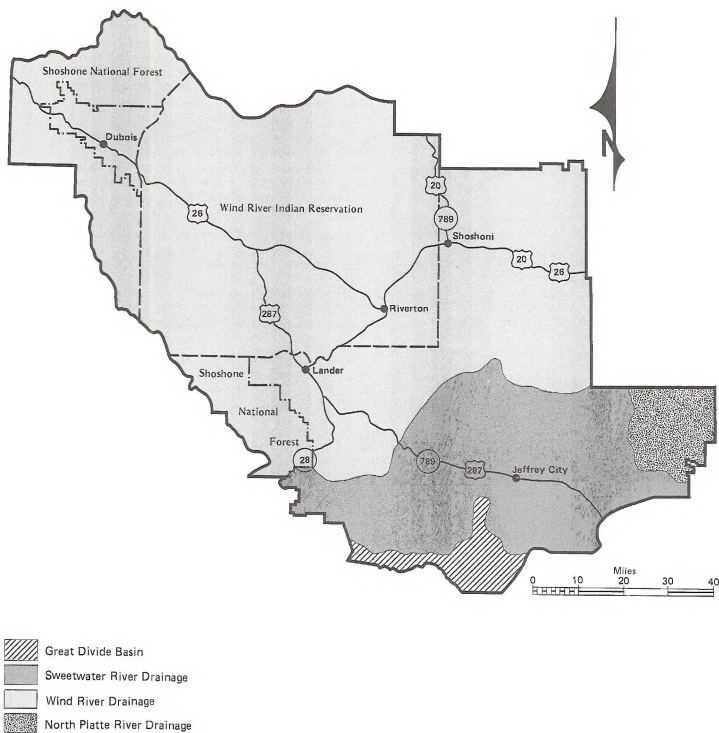 Shoshone National Forest
Dubois
20
Wind River Indian Reservation
26
789
Shoshoni
20
26
Riverton
287
Lander
Shoshone
National
Forest
28
789
287
Jeffrey City
N
Miles
0 10 20 30 40
Great Divide Basin
Sweetwater River Drainage
Wind River Drainage
North Platte River Drainage